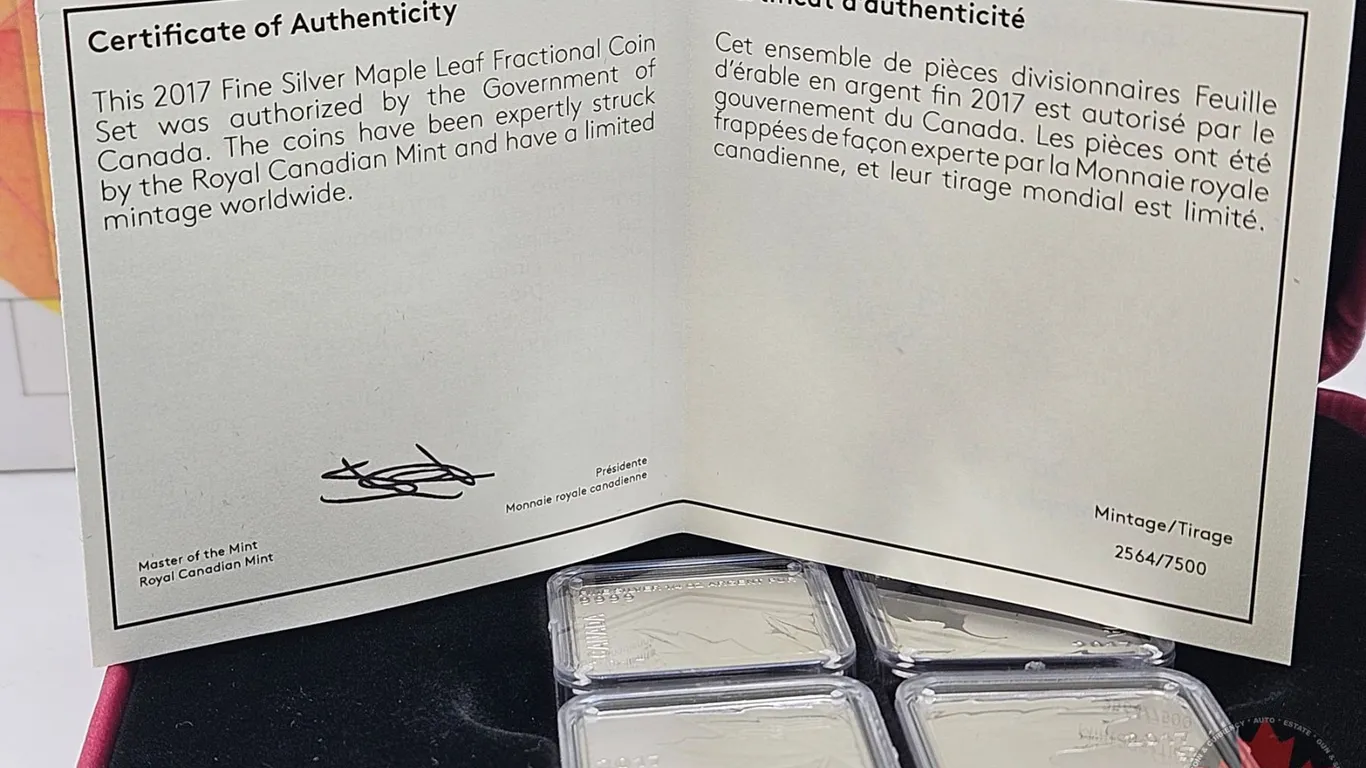 Certificate of Authenticity
This 2017 Fine Silver Maple Leaf Fractional Coin
Set was authorized by the Government of
Canada. The coins have been expertly struck
by the Royal Canadian Mint and have a limited
mintage worldwide.
Présidente
Monnaie royale canadienne
Master of the Mint
Royal Canadian Mint
d'authenticité
Cet ensemble de pièces divisionnaires Feuille
d'érable en argent fin 2017 est autorisé par le
gouvernement du Canada. Les pièces ont été
frappées de façon experte par la Monnaie royale
canadienne, et leur tirage mondial est limité.
Mintage/Tirage
2564/7500
9999
CANADA
AUTO · ESTATE ·